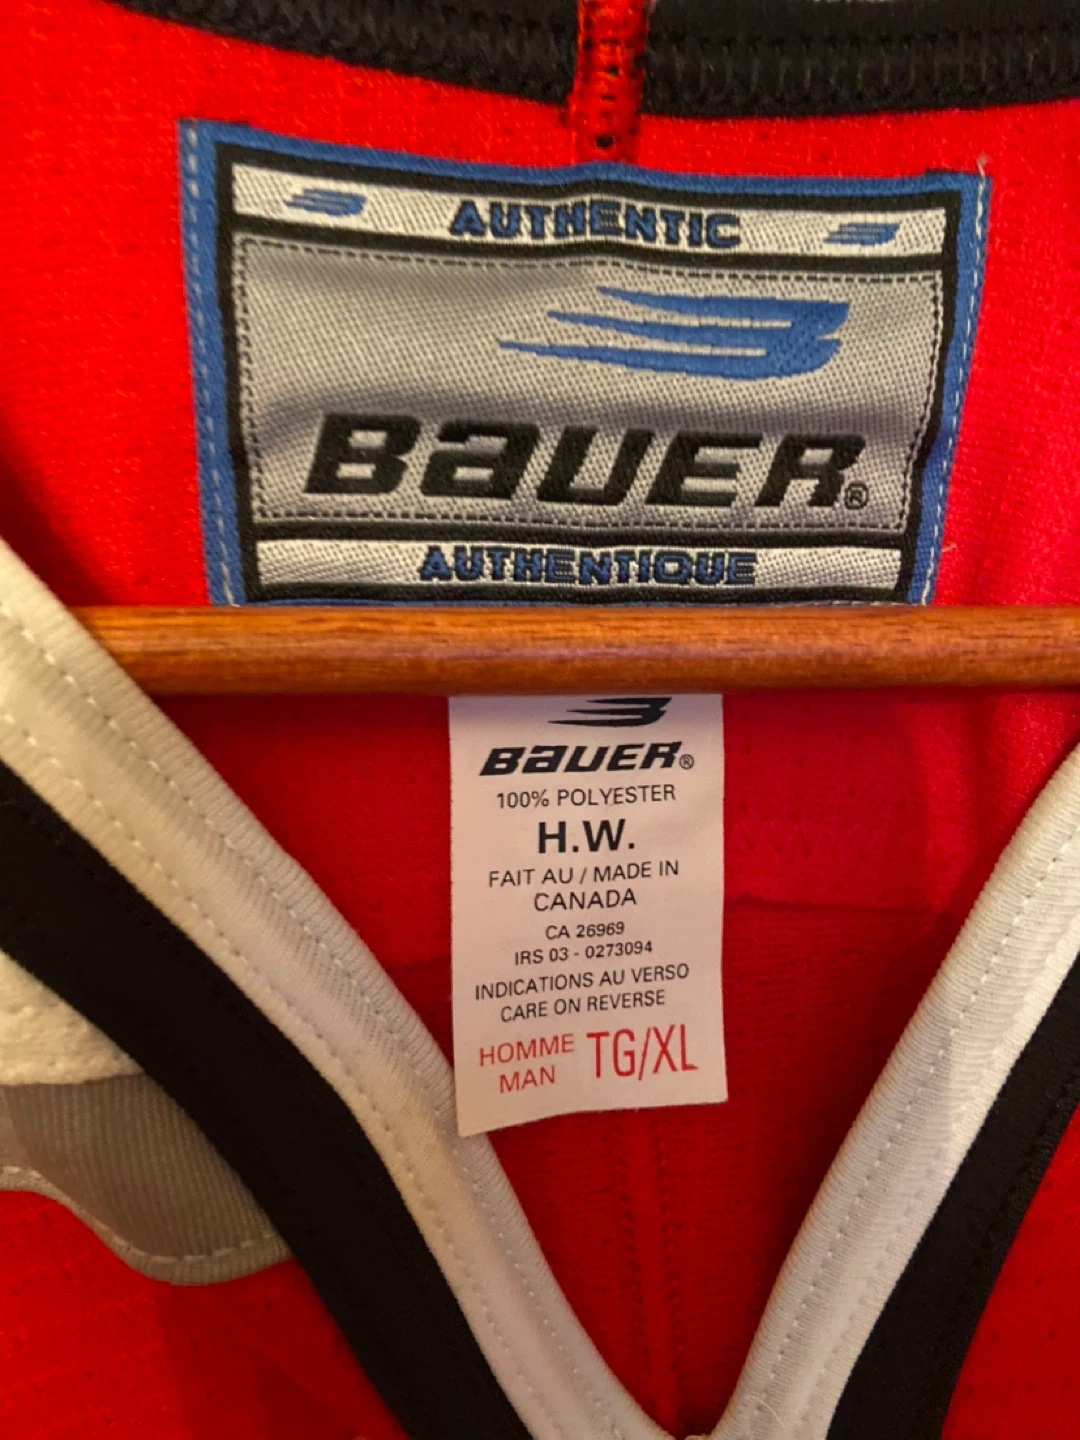 AUTHENTIC
BAUER®
AUTHENTIQUE
BAUER®
100% POLYESTER
H.W.
FAIT AU / MADE IN
CANADA
CA 26969
IRS 03 - 0273094
INDICATIONS AU VERSO
CARE ON REVERSE
HOMME TG/XL
MAN